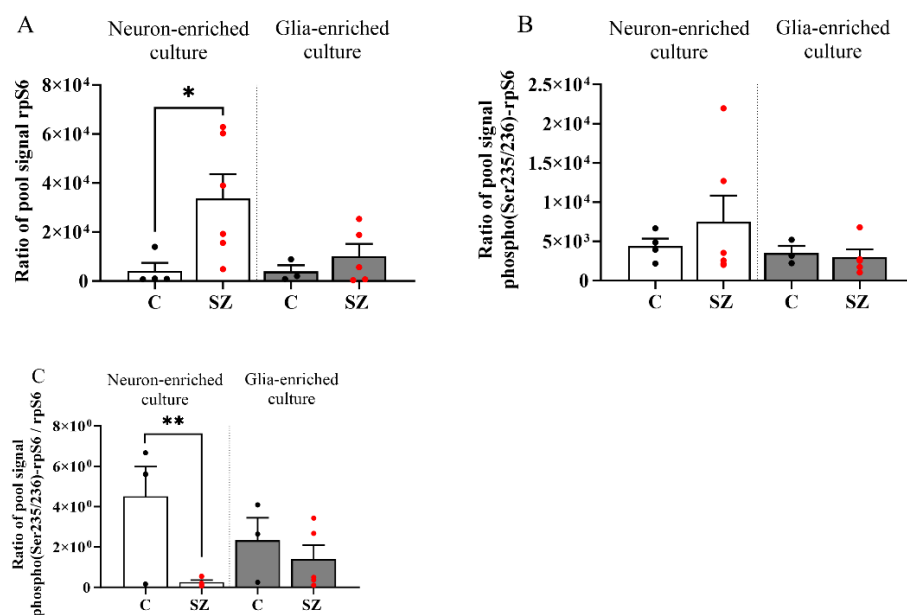 A
Neuron-enriched
culture
Glia-enriched
culture
Ratio of pool signal rpS6
8×10⁴
6×10⁴
4×10⁴
2×10⁴
0
*
C
SZ
C
SZ
B
Neuron-enriched
culture
Glia-enriched
culture
Ratio of pool signal
phospho(Ser235/236)-rpS6
2.5×10⁴
2.0×10⁴
1.5×10⁴
1×10⁴
5×10³
0
C
SZ
C
SZ
C
Neuron-enriched
culture
Glia-enriched
culture
Ratio of pool signal
phospho(Ser235/236)-rpS6 / rpS6
8×10⁰
6×10⁰
4×10⁰
2×10⁰
0
**
C
SZ
C
SZ